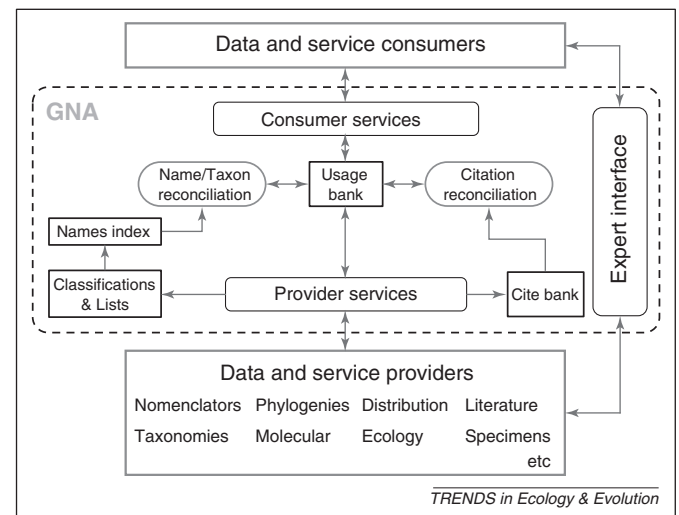 Data and service consumers
GNA
Consumer services
Name/Taxon
reconciliation
Usage
bank
Citation
reconciliation
Expert interface
Names index
Classifications
& Lists
Provider services
Cite bank
Data and service providers
Nomenclators Phylogenies Distribution Literature
Taxonomies Molecular Ecology Specimens
etc
TRENDS in Ecology & Evolution